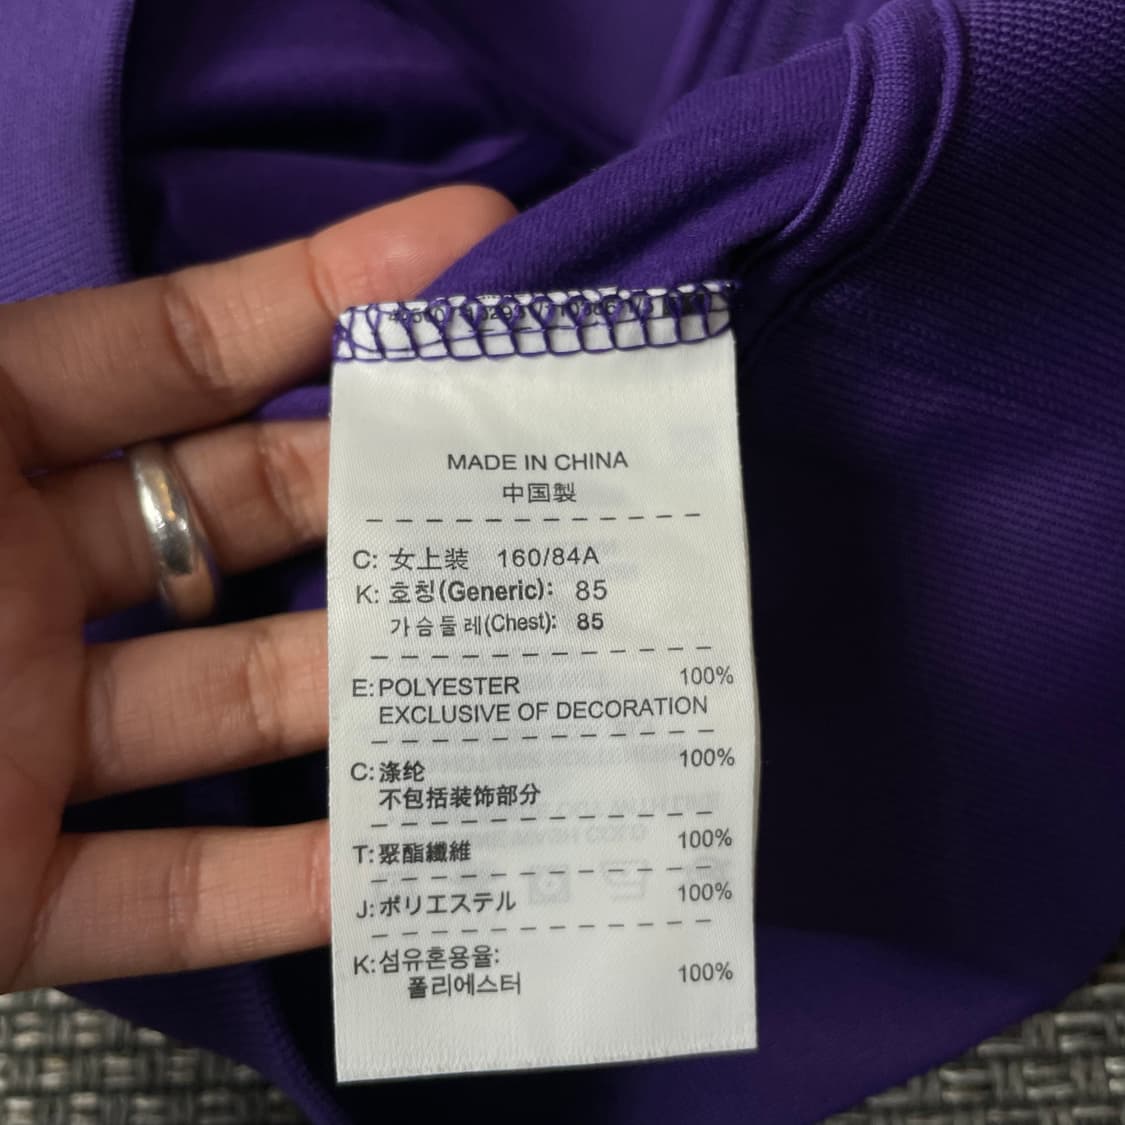 MADE IN CHINA
中国製
C: 女上装 160/84A
K: 호칭(Generic): 85
가슴둘레(Chest): 85
E: POLYESTER 100%
EXCLUSIVE OF DECORATION
C: 涤纶 100%
不包括装饰部分
T: 聚酯纖維 100%
J: ポリエステル 100%
K: 섬유혼용율:
폴리에스터 100%